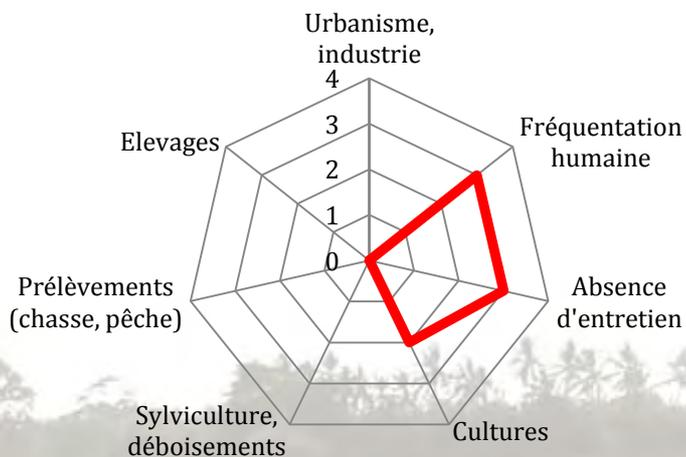 Urbanisme,
industrie
4
3
2
1
0
Fréquentation
humaine
Absence
d'entretien
Cultures
Sylviculture,
déboisements
Prélèvements
(chasse, pêche)
Elevages